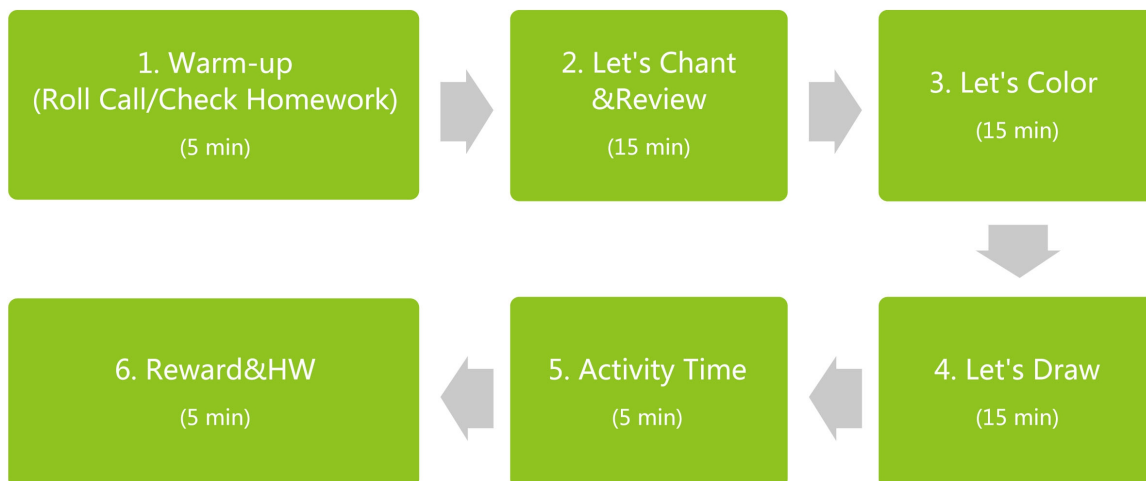 1. Warm-up
(Roll Call/Check Homework)
(5 min)
2. Let's Chant
&Review
(15 min)
3. Let's Color
(15 min)
4. Let's Draw
(15 min)
5. Activity Time
(5 min)
6. Reward&HW
(5 min)